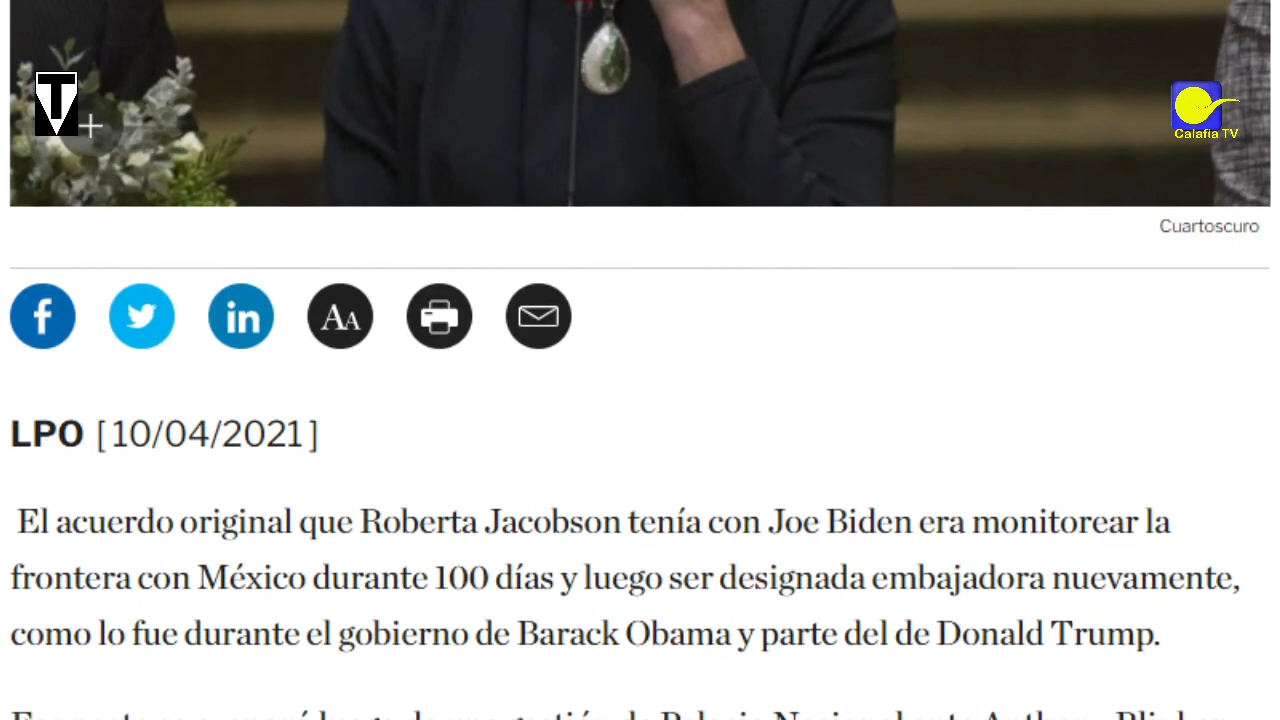 T
Calafia TV
Cuartoscuro
f
in
AA
LPO [10/04/2021]
El acuerdo original que Roberta Jacobson tenía con Joe Biden era monitorear la
frontera con México durante 100 días y luego ser designada embajadora nuevamente,
como lo fue durante el gobierno de Barack Obama y parte del de Donald Trump.